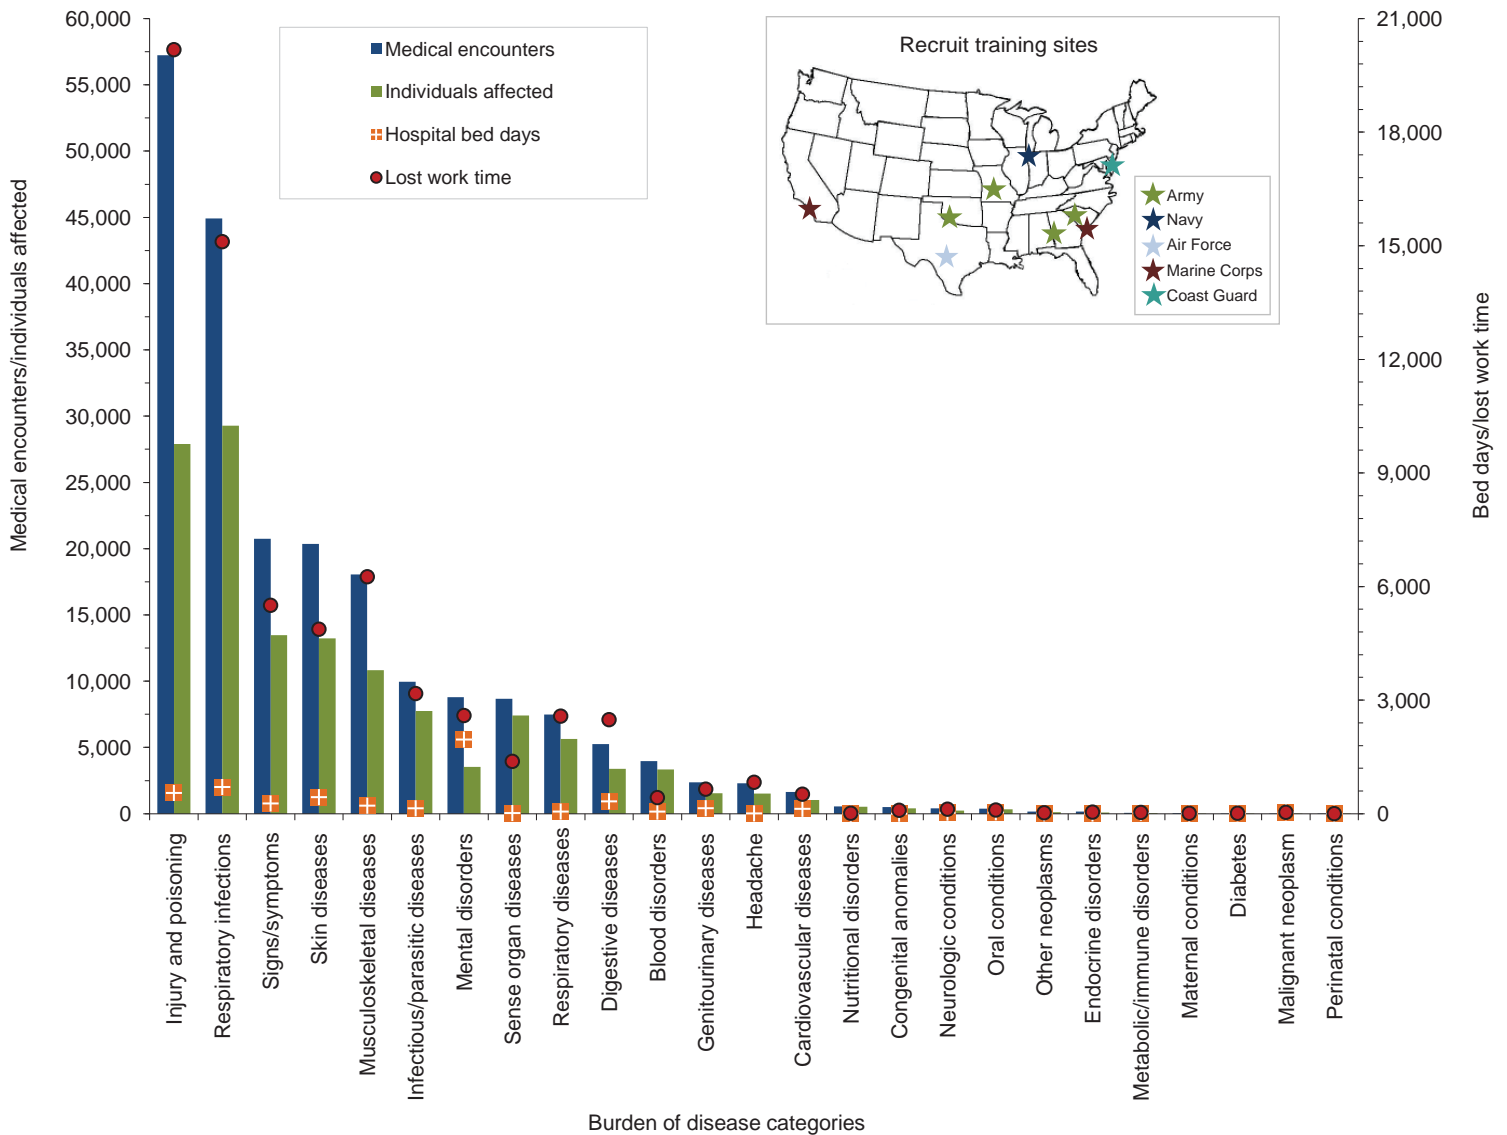 60,000
55,000
50,000
45,000
40,000
35,000
30,000
25,000
20,000
15,000
10,000
5,000
0
Medical encounters/individuals affected
Medical encounters
Individuals affected
Hospital bed days
Lost work time
Recruit training sites
Army
Navy
Air Force
Marine Corps
Coast Guard
21,000
18,000
15,000
12,000
9,000
6,000
3,000
0
Bed days/lost work time
Injury and poisoning
Respiratory infections
Signs/symptoms
Skin diseases
Musculoskeletal diseases
Infectious/parasitic diseases
Mental disorders
Sense organ diseases
Respiratory diseases
Digestive diseases
Blood disorders
Genitourinary diseases
Headache
Cardiovascular diseases
Nutritional disorders
Congenital anomalies
Neurologic conditions
Oral conditions
Other neoplasms
Endocrine disorders
Metabolic/immune disorders
Maternal conditions
Diabetes
Malignant neoplasm
Perinatal conditions
Burden of disease categories